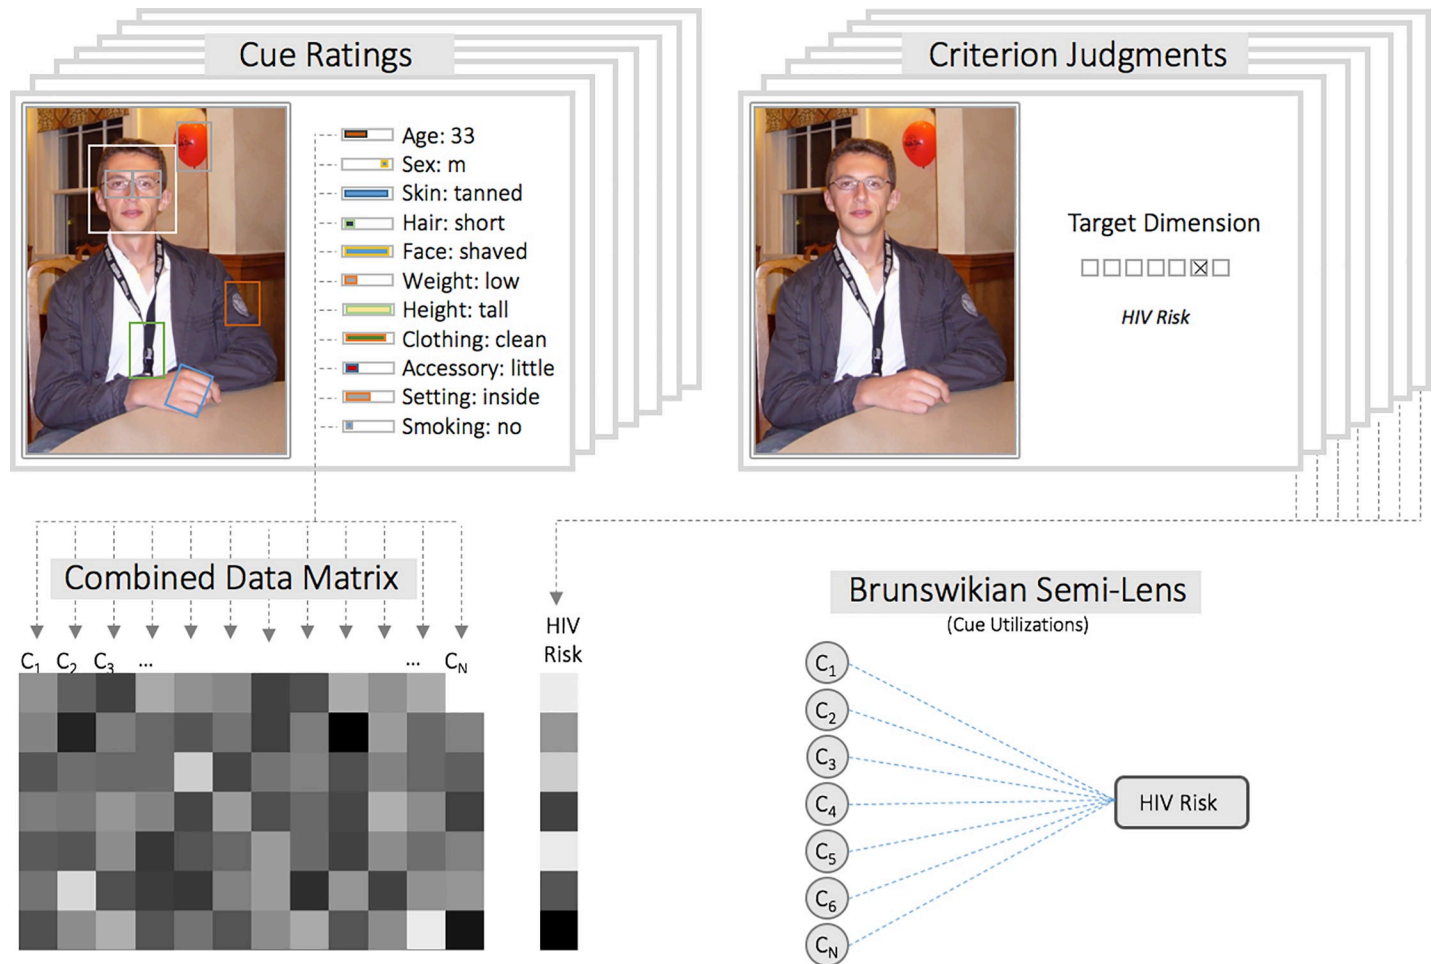 Cue Ratings
Age: 33
Sex: m
Skin: tanned
Hair: short
Face: shaved
Weight: low
Height: tall
Clothing: clean
Accessory: little
Setting: inside
Smoking: no
Criterion Judgments
Target Dimension
HIV Risk
Combined Data Matrix
C1 C2 C3 ... ... CN
HIV
Risk
Brunswikian Semi-Lens
(Cue Utilizations)
C1
C2
C3
C4
C5
C6
CN
HIV Risk